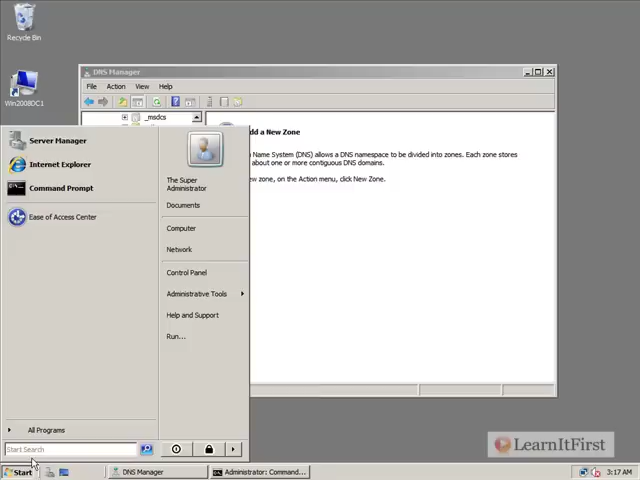 Recycle Bin
Win2008DC1
DNS Manager
File Action View Help
_msdcs
dd a New Zone
Name System (DNS) allows a DNS namespace to be divided into zones. Each zone stores
about one or more contiguous DNS domains.
ew zone, on the Action menu, click New Zone.
Server Manager
Internet Explorer
Command Prompt
Ease of Access Center
The Super
Administrator
Documents
Computer
Network
Control Panel
Administrative Tools
Help and Support
Run...
All Programs
Start Search
LearnItFirst
Start
DNS Manager
Administrator: Command...
3:17 AM